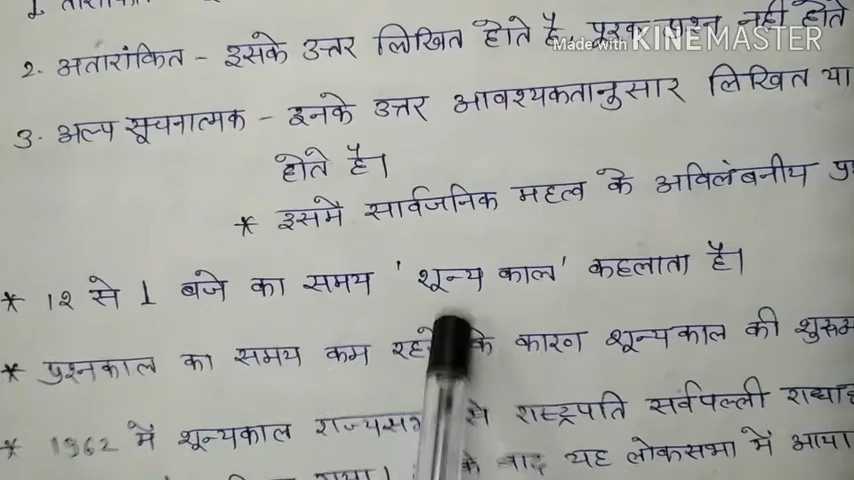 2. अतारांकित - इसके उत्तर लिखित होते है, पूरक प्रश्न नही होते
Made with KINEMASTER
3. अल्प सूचनात्मक - इनके उत्तर आवश्यकतानुसार लिखित या
होते है।
* इसमें सार्वजनिक महत्व के अविलंबनीय
* 12 से 1 बजे का समय 'शून्य काल' कहलाता है।
* प्रश्नकाल का समय कम के कारण शून्यकाल की
* 1962 में शून्यकाल से राष्ट्रपति सर्वपल्ली
के बाद यह लोकसभा में आया